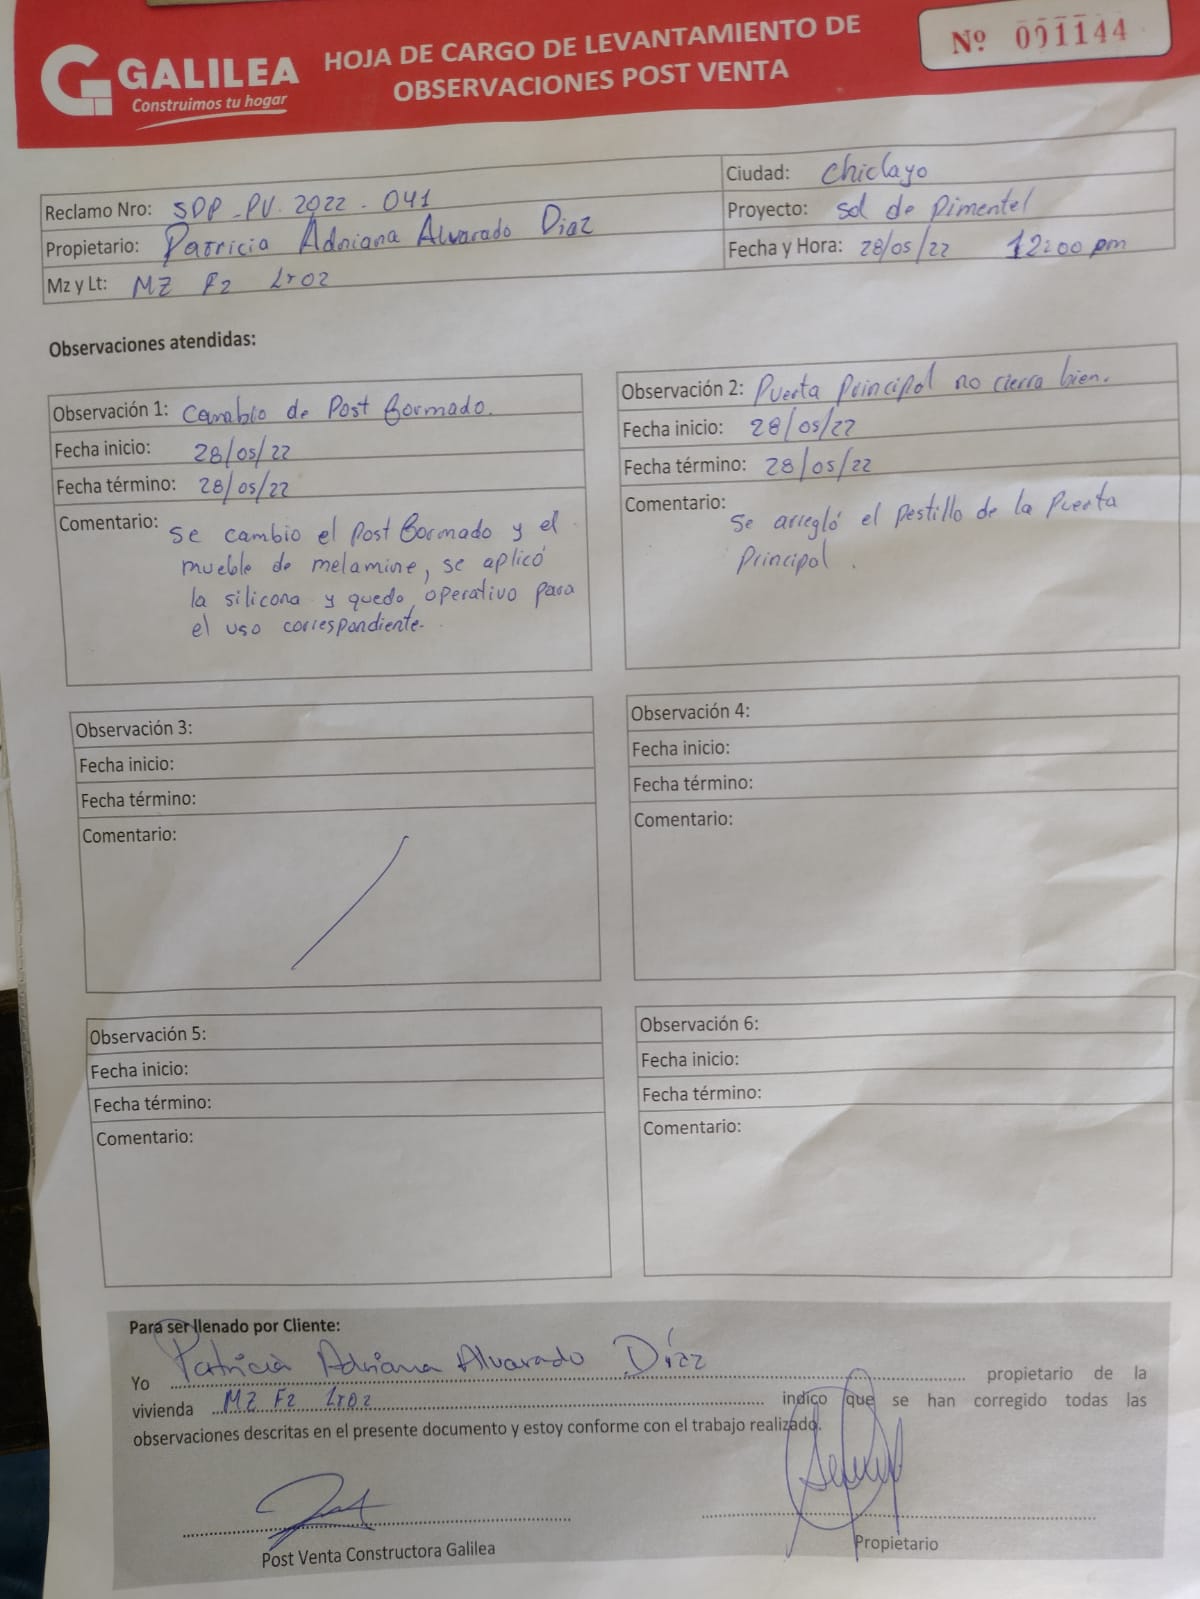 GALILEA
Construimos tu hogar
HOJA DE CARGO DE LEVANTAMIENTO DE
OBSERVACIONES POST VENTA
Nº 001144
Reclamo Nro: SDP - PV. 2022 - 041
Propietario: Patricia Adriana Alvarado Diaz
Mz y Lt: MZ F2 LT02
Ciudad: Chiclayo
Proyecto: Sol de Pimentel
Fecha y Hora: 28/05/22 12:00 pm
Observaciones atendidas:
Observación 1: Cambio de Post formado.
Fecha inicio: 28/05/22
Fecha término: 28/05/22
Comentario: Se cambio el Post formado y el
mueble de melamine, se aplicó
la silicona y quedo operativo para
el uso correspondiente.
Observación 2: Puerta Principal no cierra bien.
Fecha inicio: 28/05/22
Fecha término: 28/05/22
Comentario: Se arregló el pestillo de la Puerta
Principal.
Observación 3:
Fecha inicio:
Fecha término:
Comentario:
Observación 4:
Fecha inicio:
Fecha término:
Comentario:
Observación 5:
Fecha inicio:
Fecha término:
Comentario:
Observación 6:
Fecha inicio:
Fecha término:
Comentario:
Para ser llenado por Cliente:
Yo Patricia Adriana Alvarado Díaz propietario de la
vivienda MZ F2 LT02 indico que se han corregido todas las
observaciones descritas en el presente documento y estoy conforme con el trabajo realizado.
Post Venta Constructora Galilea
Propietario